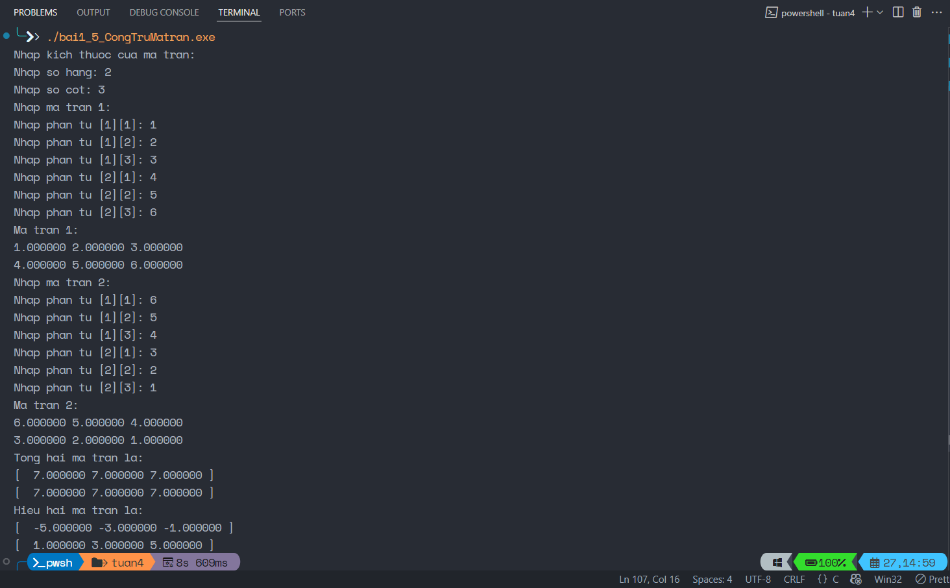 PROBLEMS OUTPUT DEBUG CONSOLE TERMINAL PORTS powershell - tuan4
./bai1_5_CongTruMatran.exe
Nhap kich thuoc cua ma tran:
Nhap so hang: 2
Nhap so cot: 3
Nhap ma tran 1:
Nhap phan tu [1][1]: 1
Nhap phan tu [1][2]: 2
Nhap phan tu [1][3]: 3
Nhap phan tu [2][1]: 4
Nhap phan tu [2][2]: 5
Nhap phan tu [2][3]: 6
Ma tran 1:
1.000000 2.000000 3.000000
4.000000 5.000000 6.000000
Nhap ma tran 2:
Nhap phan tu [1][1]: 6
Nhap phan tu [1][2]: 5
Nhap phan tu [1][3]: 4
Nhap phan tu [2][1]: 3
Nhap phan tu [2][2]: 2
Nhap phan tu [2][3]: 1
Ma tran 2:
6.000000 5.000000 4.000000
3.000000 2.000000 1.000000
Tong hai ma tran la:
[  7.000000 7.000000 7.000000 ]
[  7.000000 7.000000 7.000000 ]
Hieu hai ma tran la:
[  -5.000000 -3.000000 -1.000000 ]
[  1.000000 3.000000 5.000000 ]
pwsh tuan4 8s 609ms 100% 27,14:50
Ln 107, Col 16 Spaces: 4 UTF-8 CRLF {} C Win32